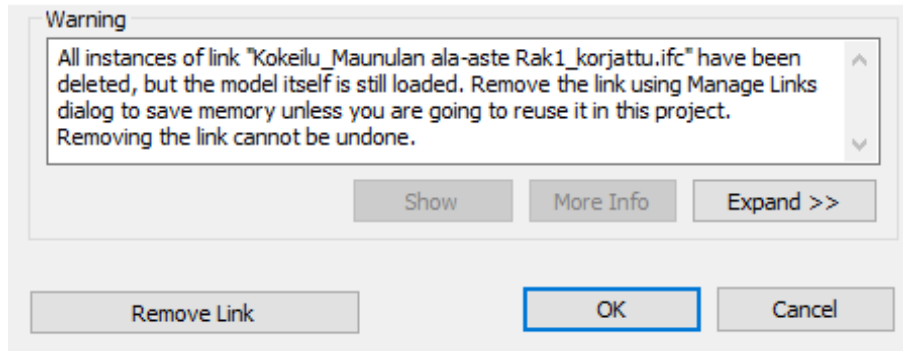 Warning
All instances of link "Kokeilu_Maunulan ala-aste Rak1_korjattu.ifc" have been
deleted, but the model itself is still loaded. Remove the link using Manage Links
dialog to save memory unless you are going to reuse it in this project.
Removing the link cannot be undone.
Show
More Info
Expand >>
Remove Link
OK
Cancel